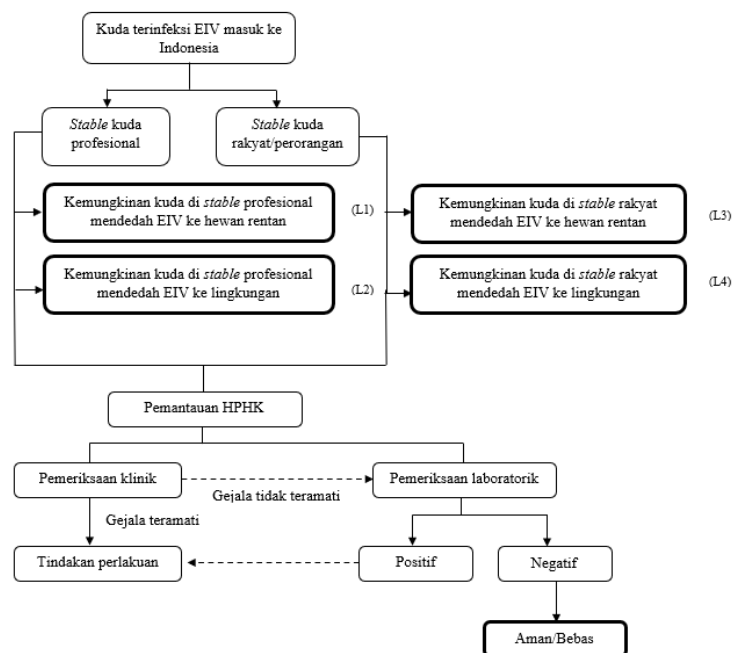 Kuda terinfeksi EIV masuk ke
Indonesia
Stable kuda
profesional
Stable kuda
rakyat/perorangan
Kemungkinan kuda di stable profesional
mendedah EIV ke hewan rentan
(L1)
Kemungkinan kuda di stable rakyat
mendedah EIV ke hewan rentan
(L3)
Kemungkinan kuda di stable profesional
mendedah EIV ke lingkungan
(L2)
Kemungkinan kuda di stable rakyat
mendedah EIV ke lingkungan
(L4)
Pemantauan HPHK
Pemeriksaan klinik
Gejala tidak teramati
Pemeriksaan laboratorik
Gejala teramati
Tindakan perlakuan
Positif
Negatif
Aman/Bebas